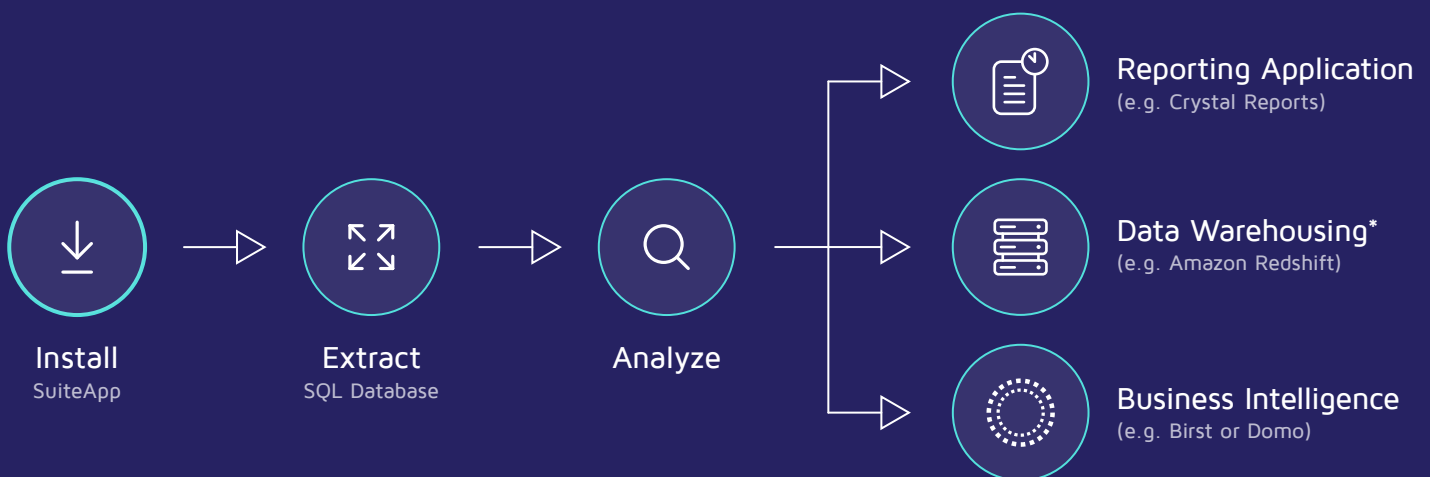 Install
SuiteApp
Extract
SQL Database
Analyze
Reporting Application
(e.g. Crystal Reports)
Data Warehousing*
(e.g. Amazon Redshift)
Business Intelligence
(e.g. Birst or Domo)